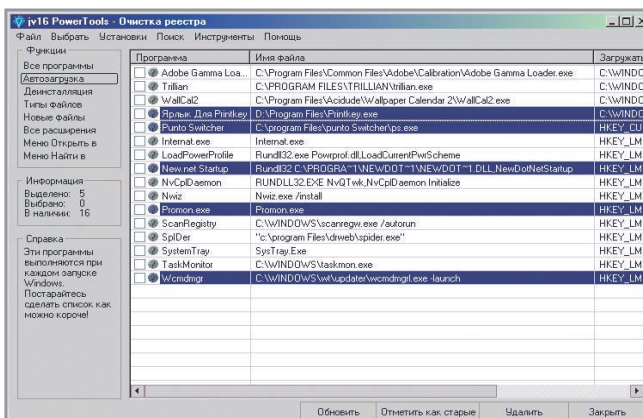 jv16 PowerTools - Очистка реестра
Файл Выбрать Установки Поиск Инструменты Помощь
Функции
Все программы
Автозагрузка
Деинсталляция
Типы файлов
Новые файлы
Все расширения
Меню Открыть в
Меню Найти в
Информация
Выделено: 5
Выбрано: 0
В наличии: 16
Справка
Эти программы
выполняются при
каждом запуске
Windows.
Постарайтесь
сделать список как
можно короче!
Программа Имя файла Загружать
Adobe Gamma Loa... C:\Program Files\Common Files\Adobe\Calibration\Adobe Gamma Loader.exe C:\WINDO
Trillian C:\PROGRAM FILES\TRILLIAN\trillian.exe C:\WINDO
WallCal2 C:\Program Files\Acidude\Wallpaper Calendar 2\WallCal2.exe C:\WINDO
Ярлык Для Printkey D:\Program Files\Printkey.exe C:\WINDO
Punto Switcher C:\program files\punto Switcher\ps.exe HKEY_CU
Internat.exe Internat.exe HKEY_LM
LoadPowerProfile Rundll32.exe Powrprof.dll,LoadCurrentPwrScheme HKEY_LM
New.net Startup Rundll32 C:\PROGRA~1\NEWDOT~1\NEWDOT~1.DLL,NewDotNetStartup HKEY_LM
NvCplDaemon RUNDLL32.EXE NvQTwk,NvCplDaemon Initialize HKEY_LM
Nwiz Nwiz.exe /install HKEY_LM
Promon.exe Promon.exe HKEY_LM
ScanRegistry C:\WINDOWS\scanregw.exe /autorun HKEY_LM
SpIDer "c:\program Files\drweb\spider.exe" HKEY_LM
SystemTray SysTray.Exe HKEY_LM
TaskMonitor C:\WINDOWS\taskmon.exe HKEY_LM
Wcmdmgr C:\WINDOWS\wt\updater\wcmdmgrl.exe -launch HKEY_LM
Обновить Отметить как старые Удалить Закрыть